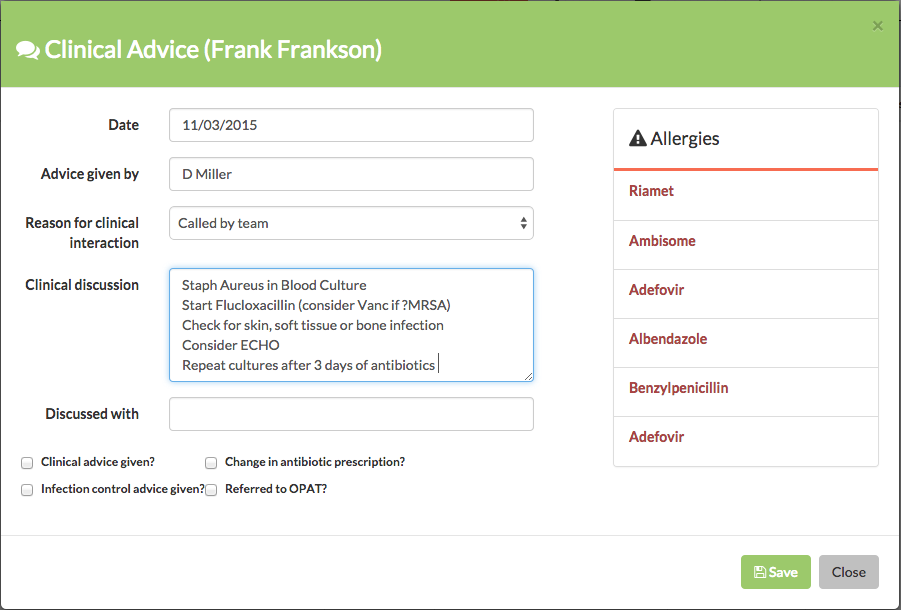 Clinical Advice (Frank Frankson)
×
Date
11/03/2015
Advice given by
D Miller
Reason for clinical
interaction
Called by team
Clinical discussion
Staph Aureus in Blood Culture
Start Flucloxacillin (consider Vanc if ?MRSA)
Check for skin, soft tissue or bone infection
Consider ECHO
Repeat cultures after 3 days of antibiotics
Discussed with
Clinical advice given?
Change in antibiotic prescription?
Infection control advice given?
Referred to OPAT?
Allergies
Riamet
Ambisome
Adefovir
Albendazole
Benzylpenicillin
Adefovir
Save
Close